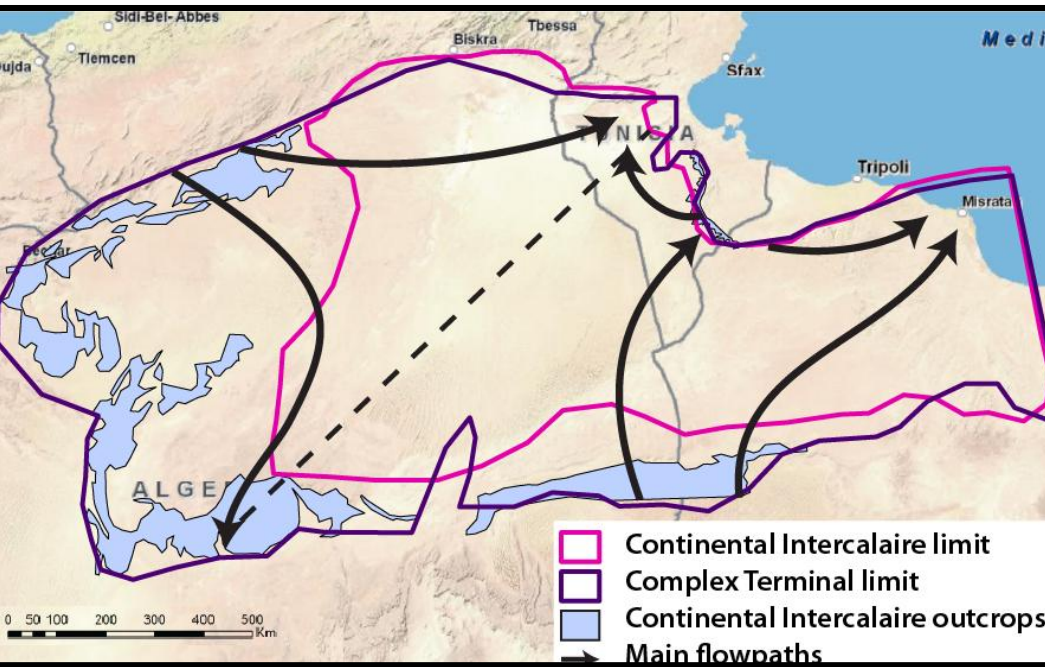 Sidi-Bel- Abbes
Tbessa
Biskra
Medi
Oujda
Tlemcen
Sfax
TUNISIA
Tripoli
Misrata
ALGE
0 50 100 200 300 400 500
Km
Continental Intercalaire limit
Complex Terminal limit
Continental Intercalaire outcrops
Main flowpaths